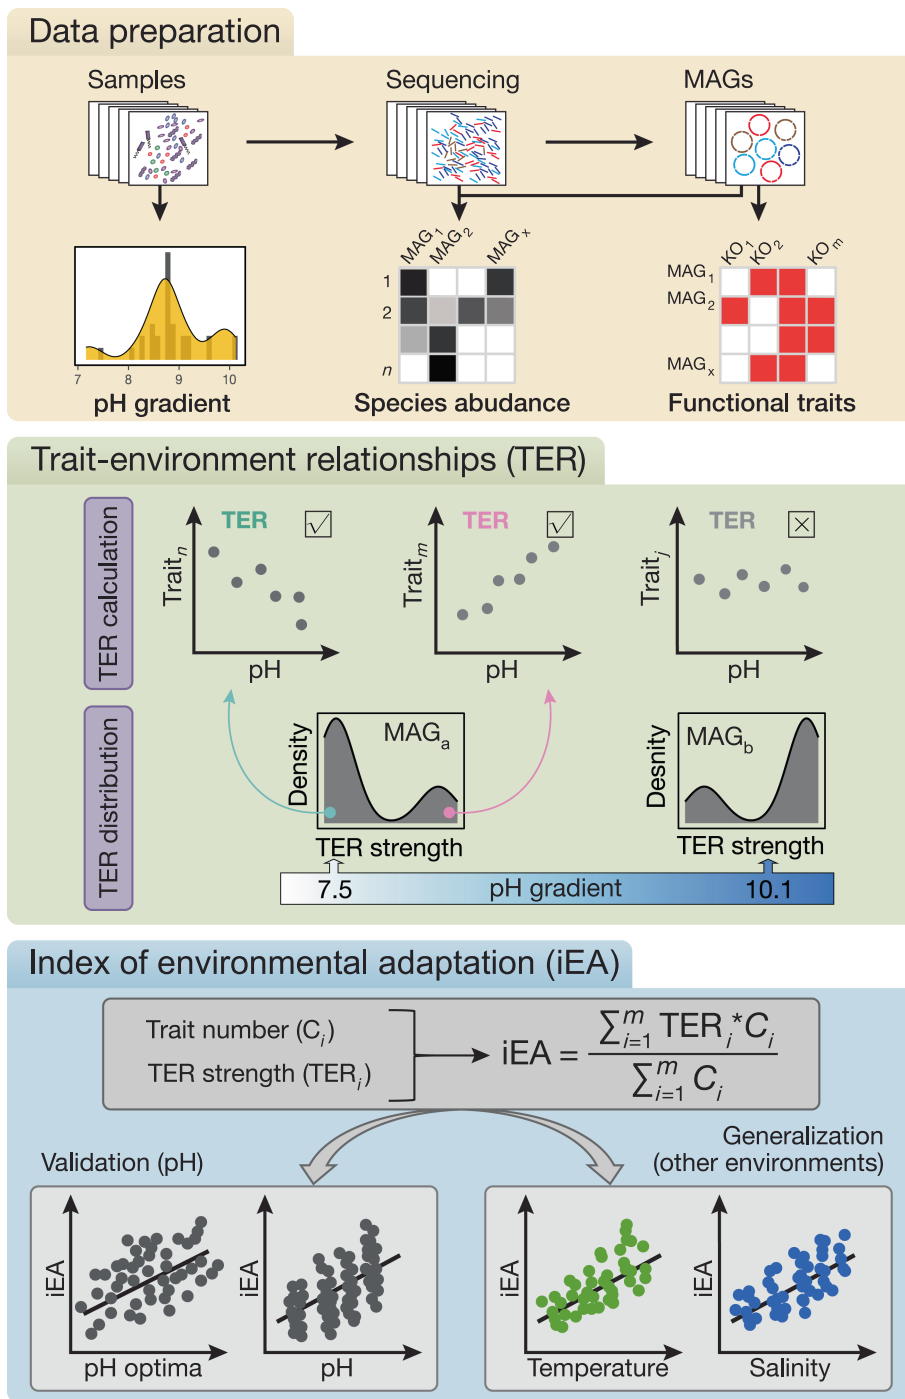 Data preparation
Samples
Sequencing
MAGs
7
8
9
10
pH gradient
MAG1
MAG2
MAGx
1
2
n
Species abudance
KO1
KO2
KOm
MAG1
MAG2
MAGx
Functional traits
Trait-environment relationships (TER)
TER calculation
TER
Traitn
pH
TER
Traitm
pH
TER
Traitj
pH
TER distribution
Density
MAGa
TER strength
Desnity
MAGb
TER strength
7.5
pH gradient
10.1
Index of environmental adaptation (iEA)
Trait number (Ci)
TER strength (TERi)
iEA = ∑ᵐi=1 TERi*Ci / ∑ᵐi=1 Ci
Validation (pH)
Generalization
(other environments)
iEA
pH optima
iEA
pH
iEA
Temperature
iEA
Salinity